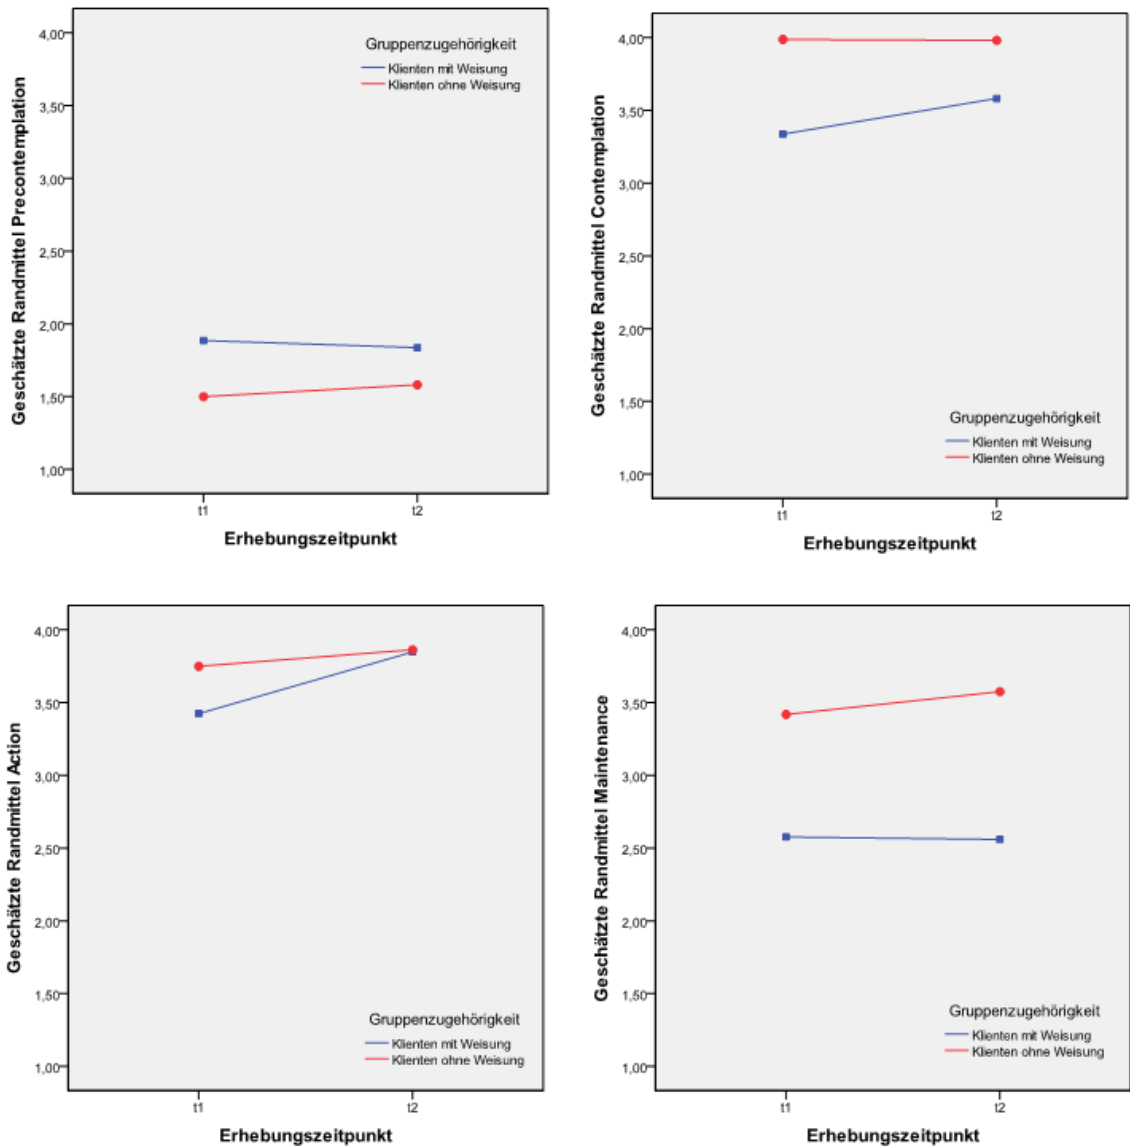 Geschätzte Randmittel Precontemplation
4,00
3,50
3,00
2,50
2,00
1,50
1,00
Gruppenzugehörigkeit
Klienten mit Weisung
Klienten ohne Weisung
t1
t2
Erhebungszeitpunkt
Geschätzte Randmittel Contemplation
4,00
3,50
3,00
2,50
2,00
1,50
1,00
Gruppenzugehörigkeit
Klienten mit Weisung
Klienten ohne Weisung
t1
t2
Erhebungszeitpunkt
Geschätzte Randmittel Action
4,00
3,50
3,00
2,50
2,00
1,50
1,00
Gruppenzugehörigkeit
Klienten mit Weisung
Klienten ohne Weisung
t1
t2
Erhebungszeitpunkt
Geschätzte Randmittel Maintenance
4,00
3,50
3,00
2,50
2,00
1,50
1,00
Gruppenzugehörigkeit
Klienten mit Weisung
Klienten ohne Weisung
t1
t2
Erhebungszeitpunkt